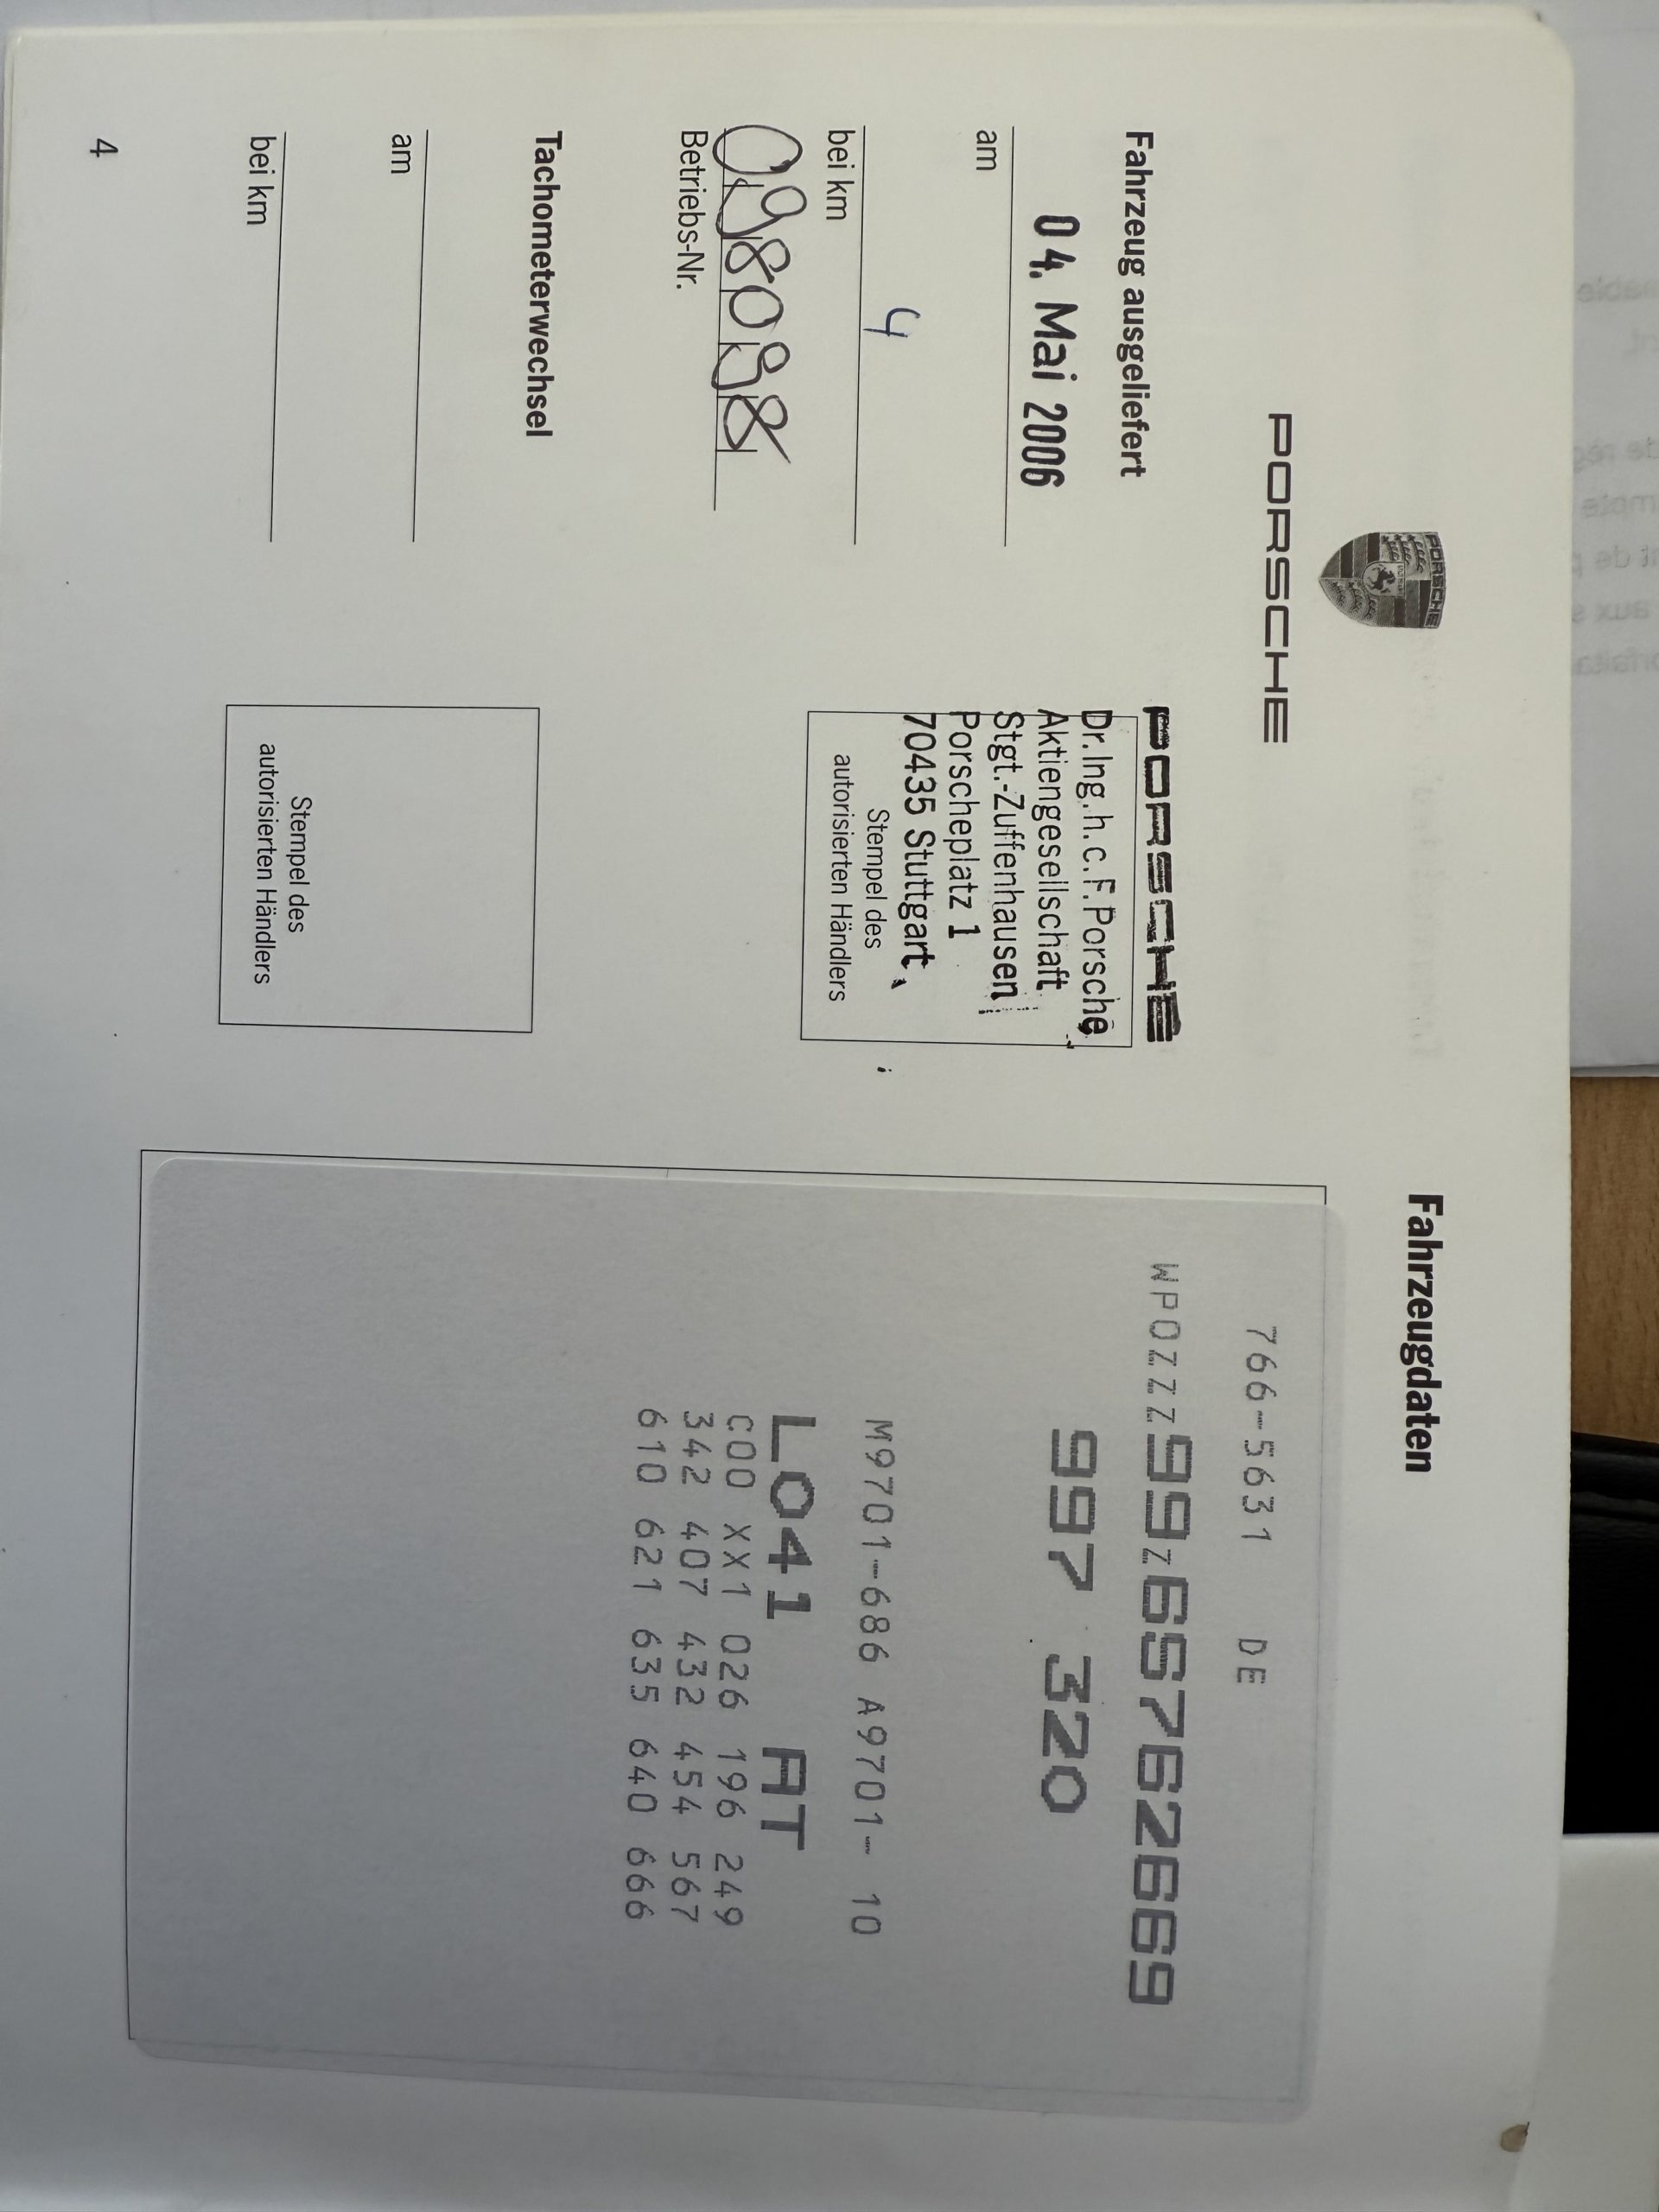 PORSCHE
PORSCHE
Fahrzeug ausgeliefert
04. Mai 2006
am
4
bei km
098098
Betriebs-Nr.
PORSCHE
Dr.Ing.h.c.F.Porsche
Aktiengesellschaft
Stgt.-Zuffenhausen
Porscheplatz 1
70435 Stuttgart
Stempel des
autorisierten Händlers
Tachometerwechsel
am
bei km
Stempel des
autorisierten Händlers
4
Fahrzeugdaten
766-5631 DE
WP0ZZZ99Z6S762669
997 320
M9701-686 A9701- 10
L041 AT
C00 XX1 026 196 249
342 407 432 454 567
610 621 635 640 666